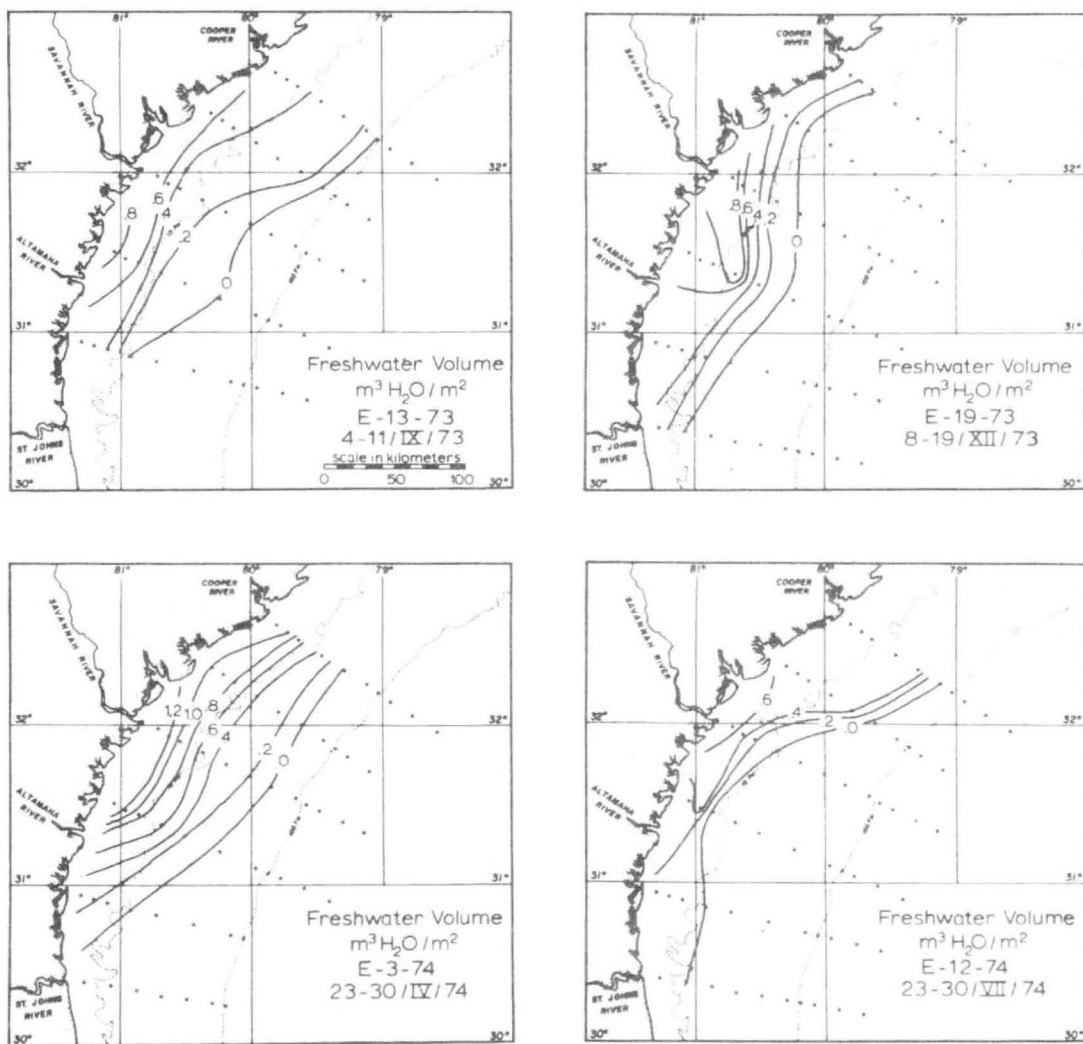 81°
80
79°
COOPER
RIVER
SAVANNAH RIVER
32°
32°
.8
.6
.4
.2
0
ALTAMAHA
RIVER
31°
31°
Freshwater Volume
m³ H₂O/m²
E-13-73
4-11/IX/73
scale in kilometers
0 50 100
ST JOHNS
RIVER
30°
30°
81°
80
79°
COOPER
RIVER
SAVANNAH RIVER
32°
32°
.8
.6
.4
.2
0
ALTAMAHA
RIVER
31°
31°
Freshwater Volume
m³ H₂O/m²
E-19-73
8-19/XII/73
ST JOHNS
RIVER
30°
30°
81°
80
79°
COOPER
RIVER
SAVANNAH RIVER
32°
32°
1.2
1.0
.8
.6
.4
.2
0
ALTAMAHA
RIVER
31°
31°
Freshwater Volume
m³ H₂O/m²
E-3-74
23-30/IV/74
ST JOHNS
RIVER
30°
30°
81°
80
79°
COOPER
RIVER
SAVANNAH RIVER
.6
.4
.2
.0
32°
32°
ALTAMAHA
RIVER
31°
31°
Freshwater Volume
m³ H₂O/m²
E-12-74
23-30/VII/74
ST JOHNS
RIVER
30°
30°